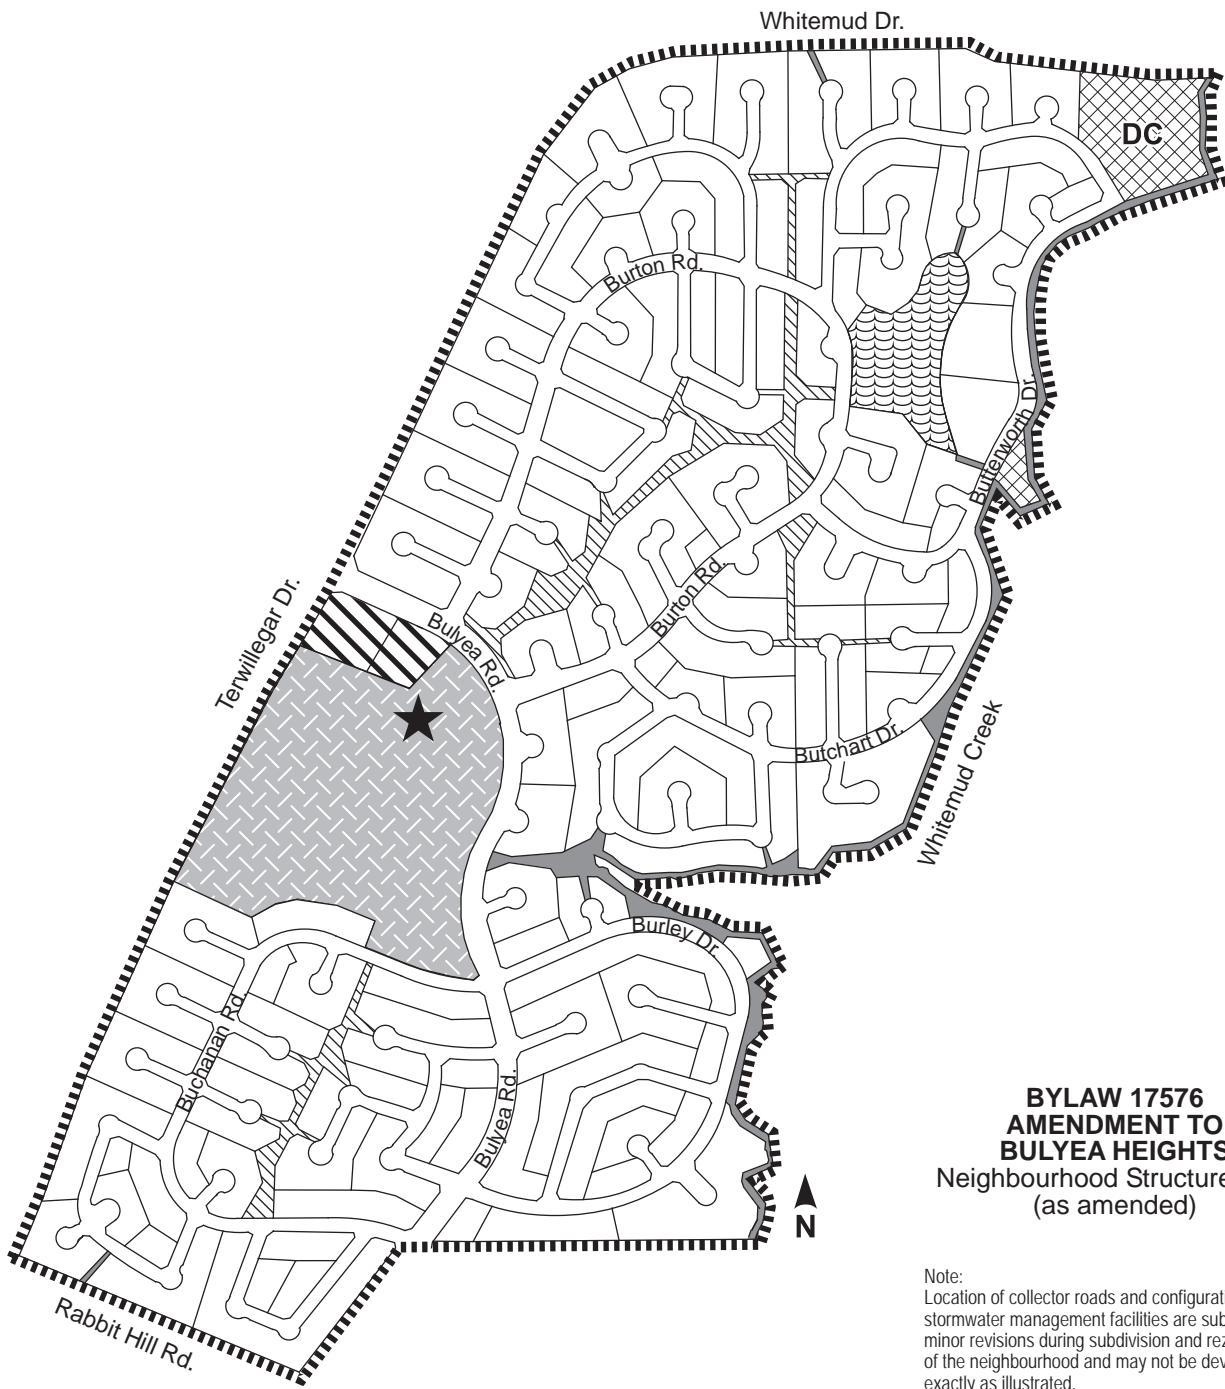 Whitemud Dr.
DC
Burton Rd.
Butterworth Dr.
Burton Rd.
Terwillegar Dr.
Bulyea Rd.
Butchart Dr.
Whitemud Creek
Burley Dr.
Buchanan Rd.
Bulyea Rd.
Rabbit Hill Rd.
N
BYLAW 17576
AMENDMENT TO
BULYEA HEIGHTS
Neighbourhood Structure
(as amended)
Note:
Location of collector roads and configurati
stormwater management facilities are sub
minor revisions during subdivision and rez
of the neighbourhood and may not be dev
exactly as illustrated.